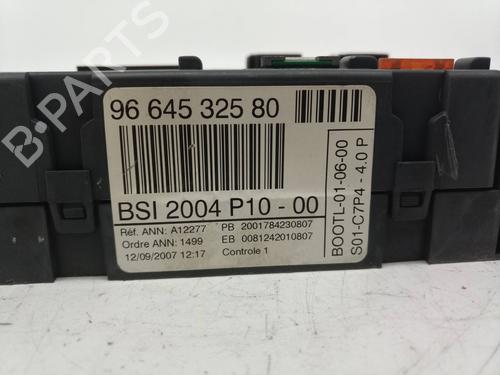 96 645 325 80
BSI 2004 P10 - 00
Réf. ANN: A12277 PB 2001784230807
Ordre ANN: 1499 EB 0081242010807
12/09/2007 12:17 Controle 1
BOOTL-01-06-00
S01-C7P4 - 4.0 P
B-PARTS